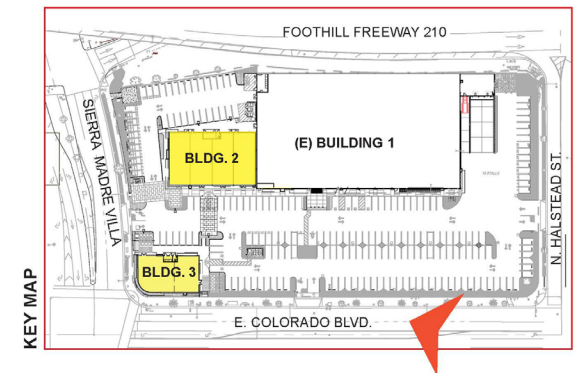 FOOTHILL FREEWAY 210
(E) BUILDING 1
BLDG. 2
SIERRA MADRE VILLA
N. HALSTEAD ST.
BLDG. 3
E. COLORADO BLVD.
KEY MAP